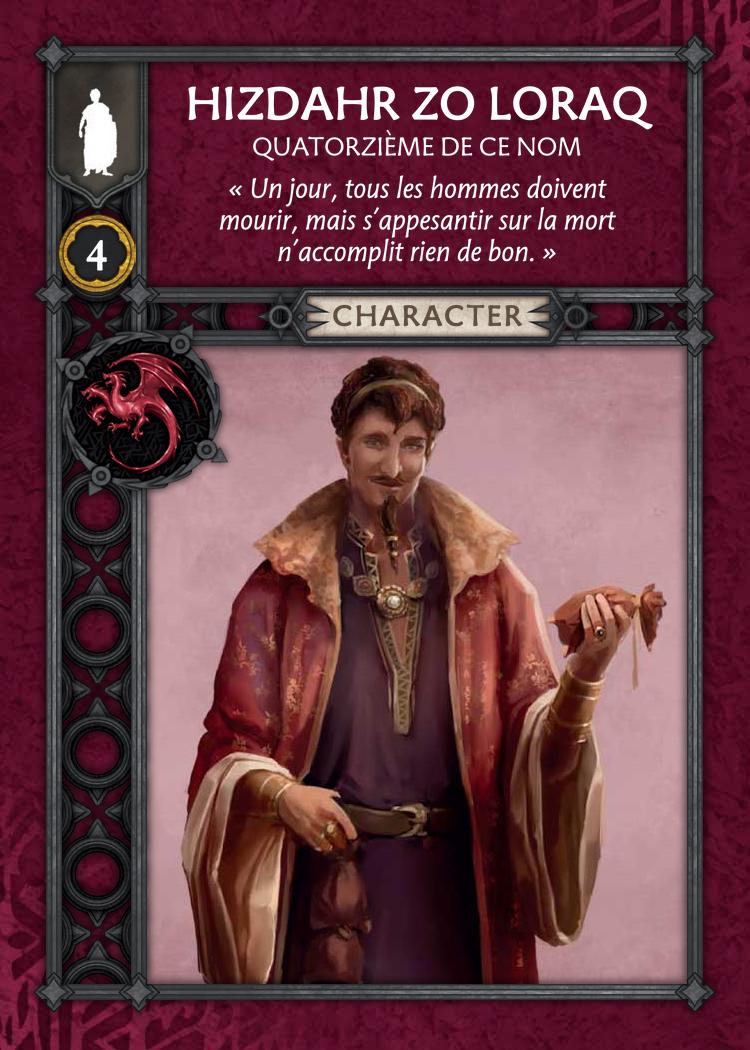 HIZDAHR ZO LORAQ
QUATORZIÈME DE CE NOM
« Un jour, tous les hommes doivent
mourir, mais s’appesantir sur la mort
n’accomplit rien de bon. »
4
CHARACTER